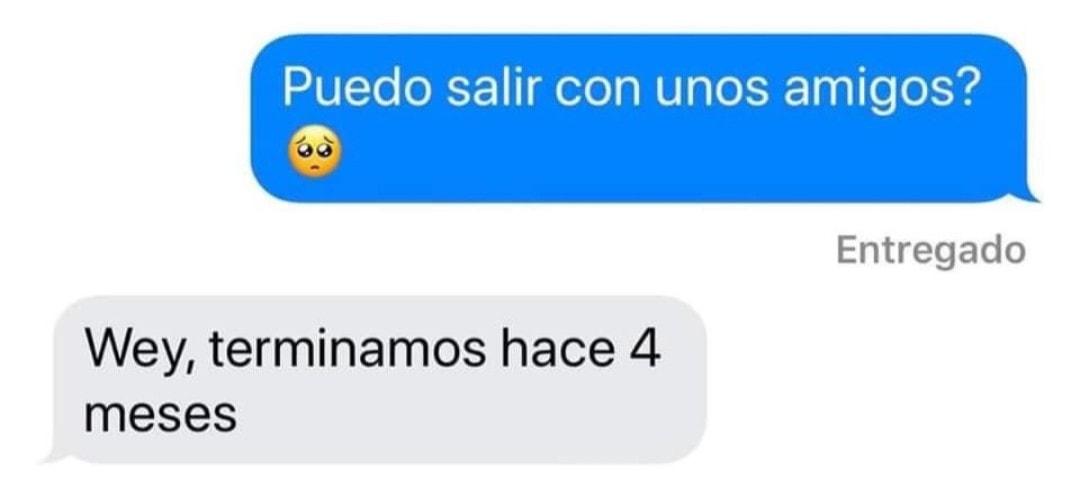 Puedo salir con unos amigos?
🥺
Entregado
Wey, terminamos hace 4
meses